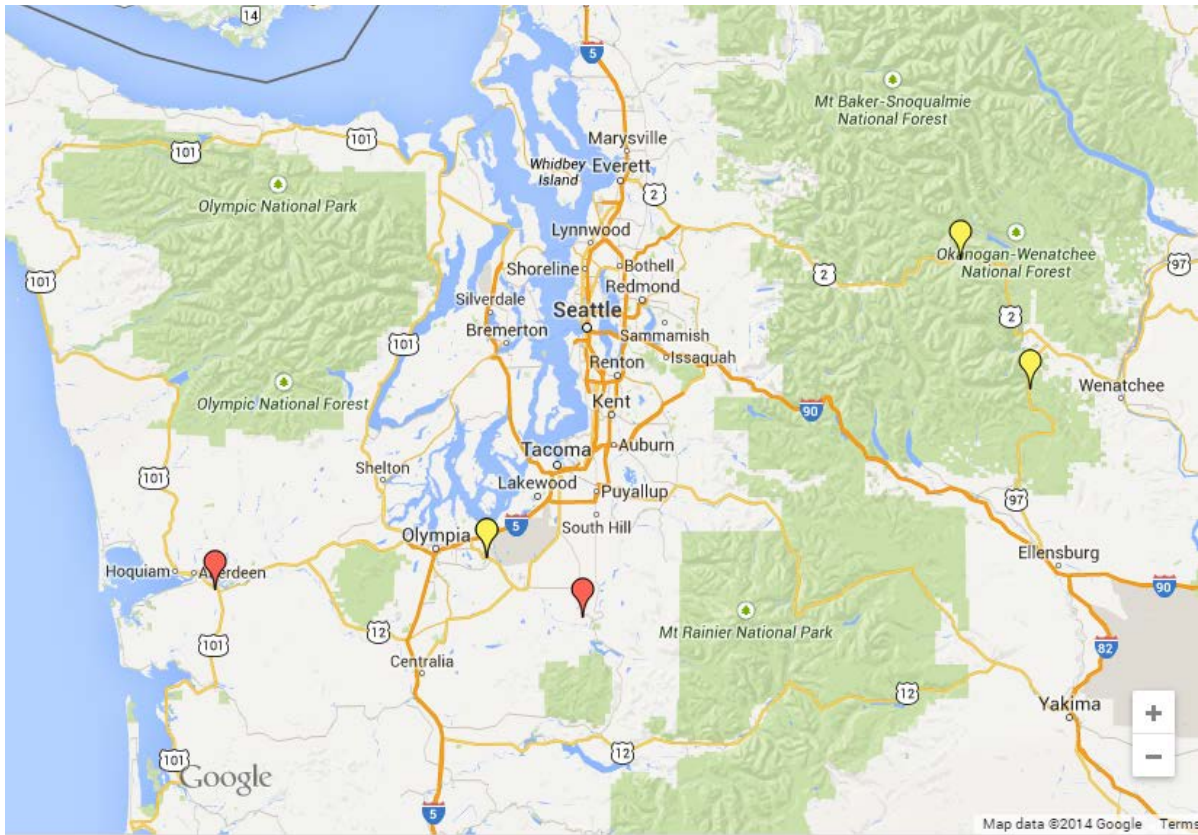 14
5
Mt Baker-Snoqualmie
National Forest
Marysville
101
101
Whidbey
Island
Everett
2
Olympic National Park
Lynnwood
Okanogan-Wenatchee
National Forest
97
101
Shoreline
Bothell
2
Silverdale
Redmond
Seattle
2
Bremerton
Sammamish
101
Renton
Issaquah
Wenatchee
Olympic National Forest
Kent
90
Auburn
Tacoma
101
Shelton
Lakewood
Puyallup
97
5
South Hill
Olympia
Ellensburg
Hoquiam
Aberdeen
90
Mt Rainier National Park
12
101
82
Centralia
12
Yakima
+
12
101
Google
−
5
Map data ©2014 Google
Terms